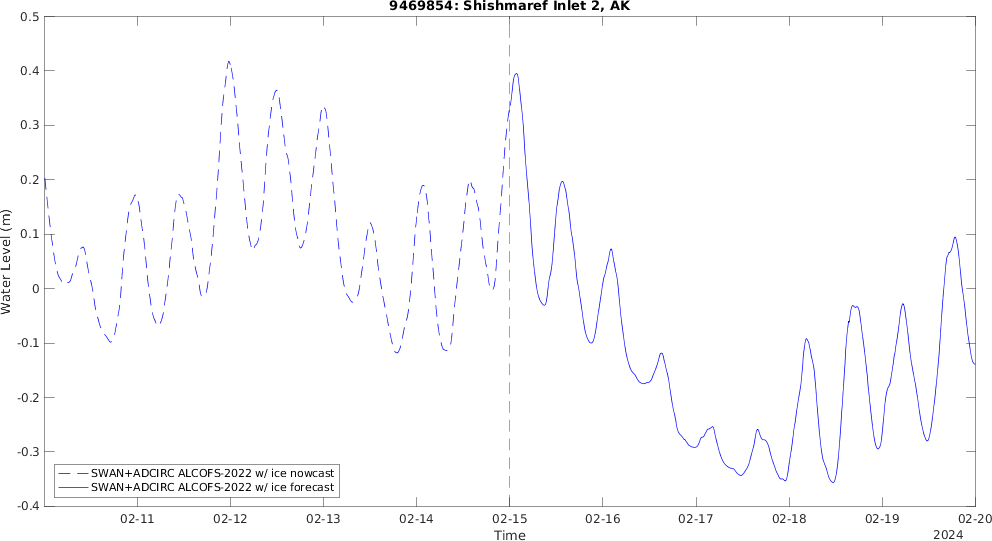 9469854: Shishmaref Inlet 2, AK
0.5
0.4
0.3
0.2
0.1
0
-0.1
-0.2
-0.3
-0.4
Water Level (m)
SWAN+ADCIRC ALCOFS-2022 w/ ice nowcast
SWAN+ADCIRC ALCOFS-2022 w/ ice forecast
02-11 02-12 02-13 02-14 02-15 02-16 02-17 02-18 02-19 02-20
Time
2024